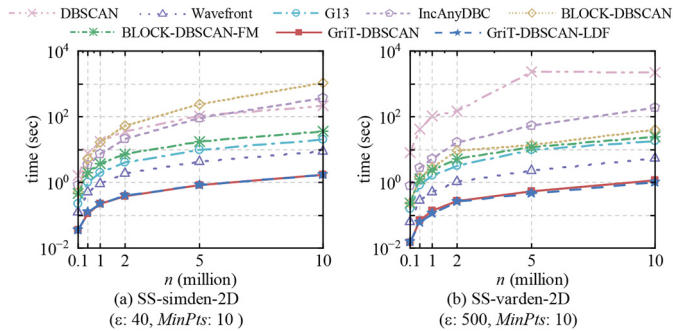 DBSCAN Wavefront G13 IncAnyDBC BLOCK-DBSCAN
BLOCK-DBSCAN-FM GriT-DBSCAN GriT-DBSCAN-LDF
10^4
10^2
10^0
10^-2
time (sec)
0.1 1 2 5 10
n (million)
(a) SS-simden-2D
(ε: 40, MinPts: 10 )
10^4
10^2
10^0
10^-2
time (sec)
0.1 1 2 5 10
n (million)
(b) SS-varden-2D
(ε: 500, MinPts: 10 )